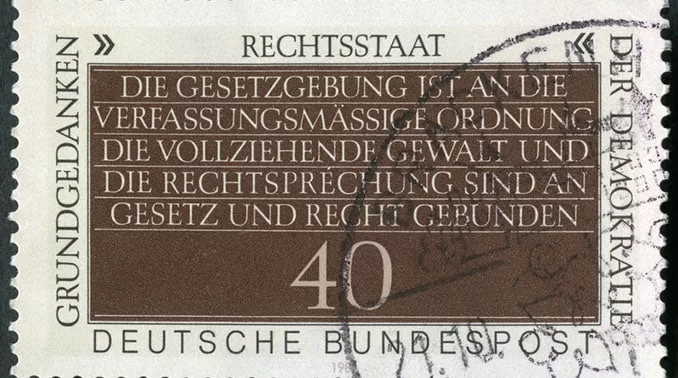 » RECHTSSTAAT «
GRUNDGEDANKEN
DER DEMOKRATIE
DIE GESETZGEBUNG IST AN DIE
VERFASSUNGSMÄSSIGE ORDNUNG,
DIE VOLLZIEHENDE GEWALT UND
DIE RECHTSPRECHUNG SIND AN
GESETZ UND RECHT GEBUNDEN
40
DEUTSCHE BUNDESPOST